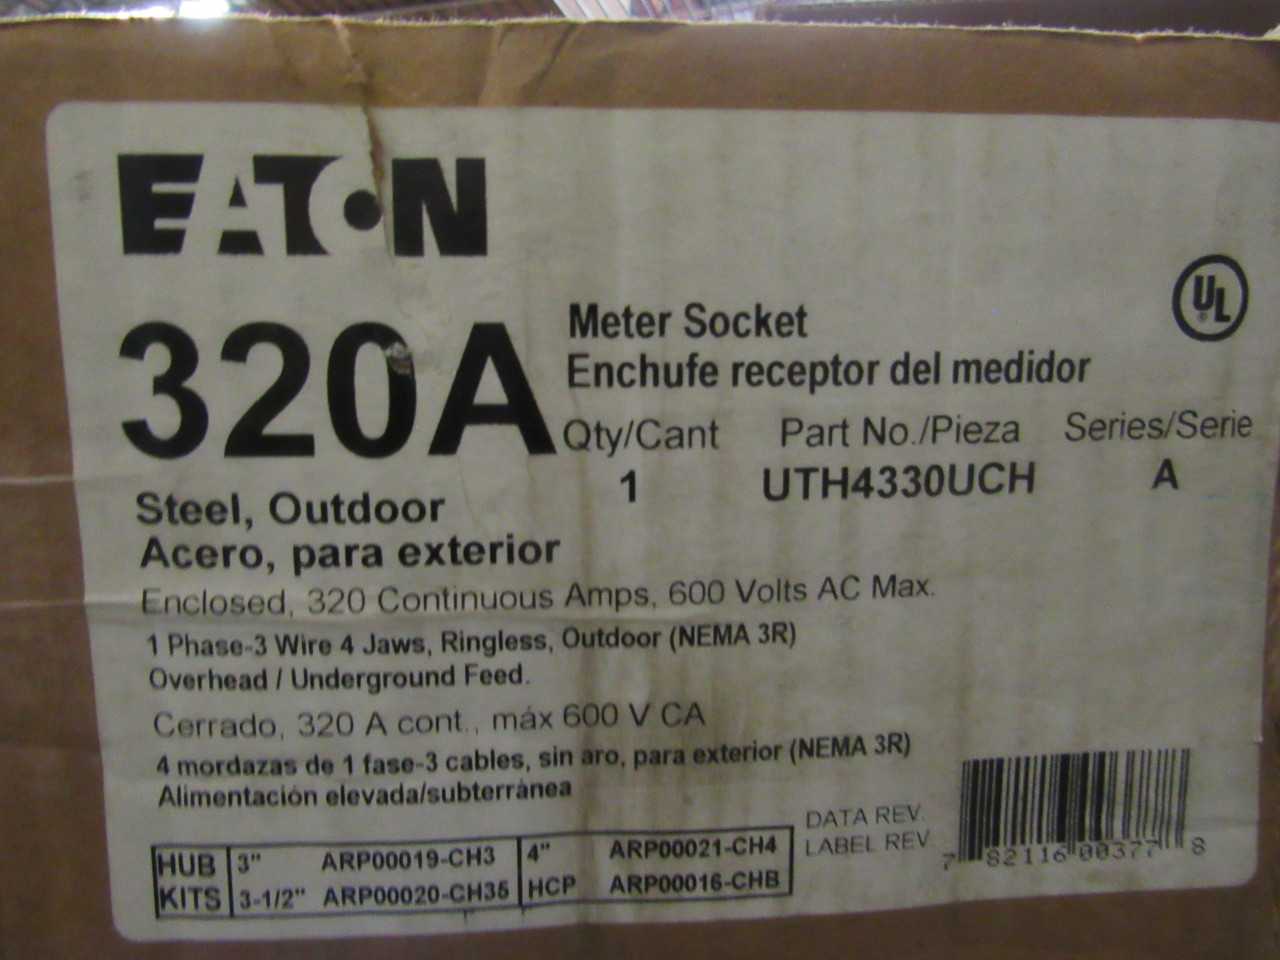 EATON
320A
Meter Socket
Enchufe receptor del medidor
Qty/Cant Part No./Pieza Series/Serie
1 UTH4330UCH A
UL
Steel, Outdoor
Acero, para exterior
Enclosed, 320 Continuous Amps, 600 Volts AC Max.
1 Phase-3 Wire 4 Jaws, Ringless, Outdoor (NEMA 3R)
Overhead / Underground Feed.
Cerrado, 320 A cont., máx 600 V CA
4 mordazas de 1 fase-3 cables, sin aro, para exterior (NEMA 3R)
Alimentación elevada/subterránea
HUB 3" ARP00019-CH3 4" ARP00021-CH4
KITS 3-1/2" ARP00020-CH35 HCP ARP00016-CHB
DATA REV.
LABEL REV
7 82116 00377 8